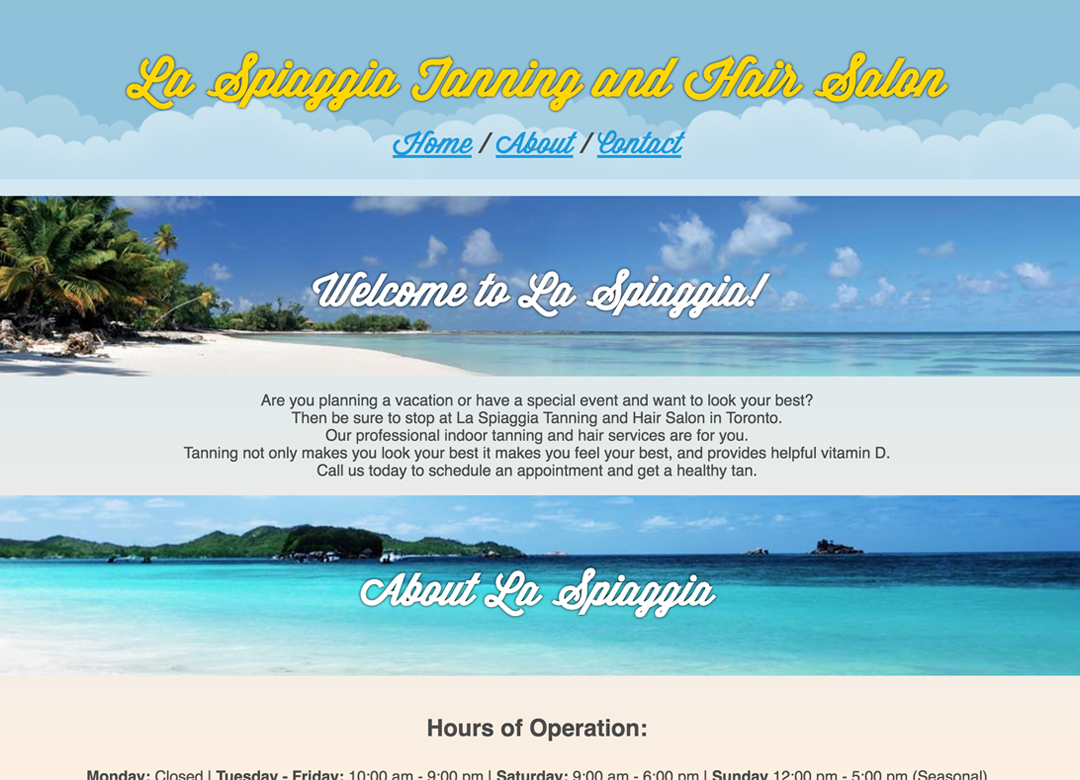 La Spiaggia Tanning and Hair Salon
Home / About / Contact
Welcome to La Spiaggia!
Are you planning a vacation or have a special event and want to look your best?
Then be sure to stop at La Spiaggia Tanning and Hair Salon in Toronto.
Our professional indoor tanning and hair services are for you.
Tanning not only makes you look your best it makes you feel your best, and provides helpful vitamin D.
Call us today to schedule an appointment and get a healthy tan.
About La Spiaggia
Hours of Operation:
Monday: Closed | Tuesday - Friday: 10:00 am - 9:00 pm | Saturday: 9:00 am - 6:00 pm | Sunday 12:00 pm - 5:00 pm (Seasonal)